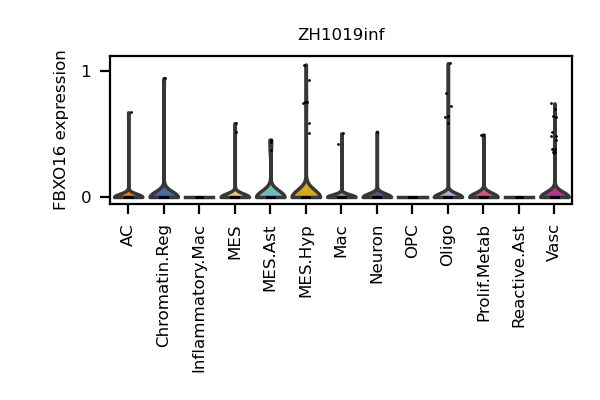 ZH1019inf
FBXO16 expression
1
0
AC
Chromatin.Reg
Inflammatory.Mac
MES
MES.Ast
MES.Hyp
Mac
Neuron
OPC
Oligo
Prolif.Metab
Reactive.Ast
Vasc